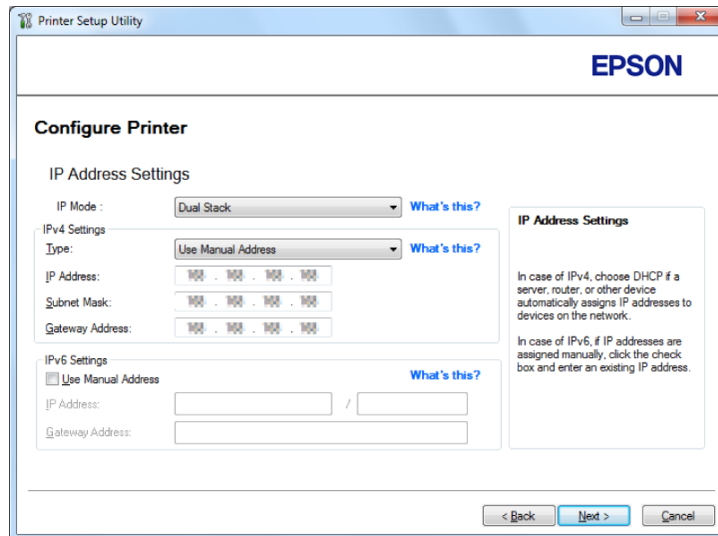 Printer Setup Utility
EPSON
Configure Printer
IP Address Settings
IP Mode :
Dual Stack
What's this?
IPv4 Settings
Type:
Use Manual Address
What's this?
IP Address:
. . .
Subnet Mask:
. . .
Gateway Address:
. . .
IPv6 Settings
Use Manual Address
What's this?
IP Address:
/
Gateway Address:
IP Address Settings
In case of IPv4, choose DHCP if a
server, router, or other device
automatically assigns IP addresses to
devices on the network.
In case of IPv6, if IP addresses are
assigned manually, click the check
box and enter an existing IP address.
< Back
Next >
Cancel